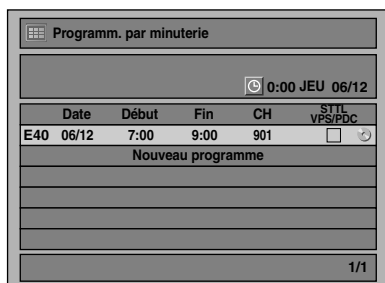 Programm. par minuterie
0:00 JEU 06/12
Date Début Fin CH STTL VPS/PDC
E40 06/12 7:00 9:00 901
Nouveau programme
1/1